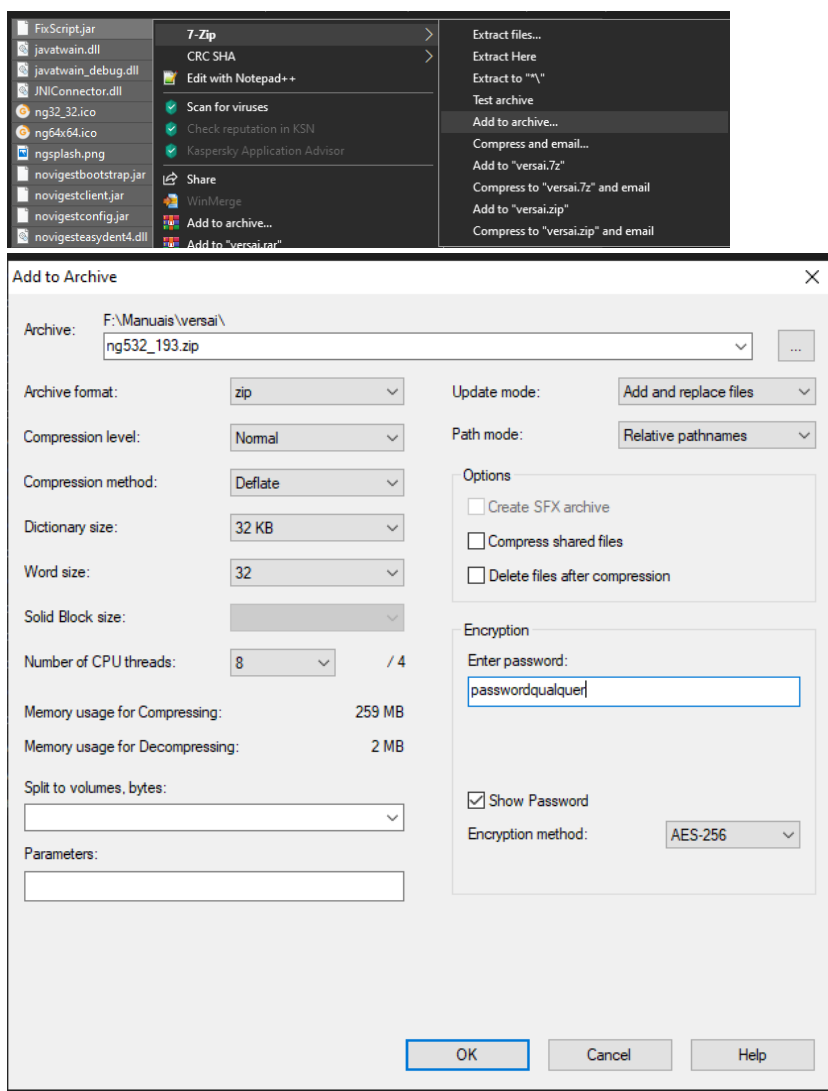 FixScript.jar
javatwain.dll
javatwain_debug.dll
JNIConnector.dll
ng32_32.ico
ng64x64.ico
ngsplash.png
novigestbootstrap.jar
novigestclient.jar
novigestconfig.jar
novigesteasydent4.dll
7-Zip
CRC SHA
Edit with Notepad++
Scan for viruses
Check reputation in KSN
Kaspersky Application Advisor
Share
WinMerge
Add to archive...
Add to "versai.rar"
Extract files...
Extract Here
Extract to "*\"
Test archive
Add to archive...
Compress and email...
Add to "versai.7z"
Compress to "versai.7z" and email
Add to "versai.zip"
Compress to "versai.zip" and email
Add to Archive
Archive:
F:\Manuais\versai\
ng532_193.zip
...
Archive format:
zip
Compression level:
Normal
Compression method:
Deflate
Dictionary size:
32 KB
Word size:
32
Solid Block size:
Number of CPU threads:
8
/ 4
Memory usage for Compressing:
259 MB
Memory usage for Decompressing:
2 MB
Split to volumes, bytes:
Parameters:
Update mode:
Add and replace files
Path mode:
Relative pathnames
Options
Create SFX archive
Compress shared files
Delete files after compression
Encryption
Enter password:
passwordqualquer
Show Password
Encryption method:
AES-256
OK
Cancel
Help